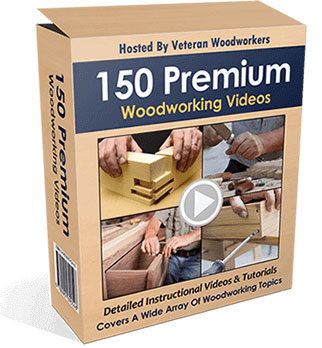 Hosted By Veteran Woodworkers
150 Premium
Woodworking Videos
Detailed Instructional Videos & Tutorials
Covers A Wide Array Of Woodworking Topics
150 Premium
Woodworking Videos